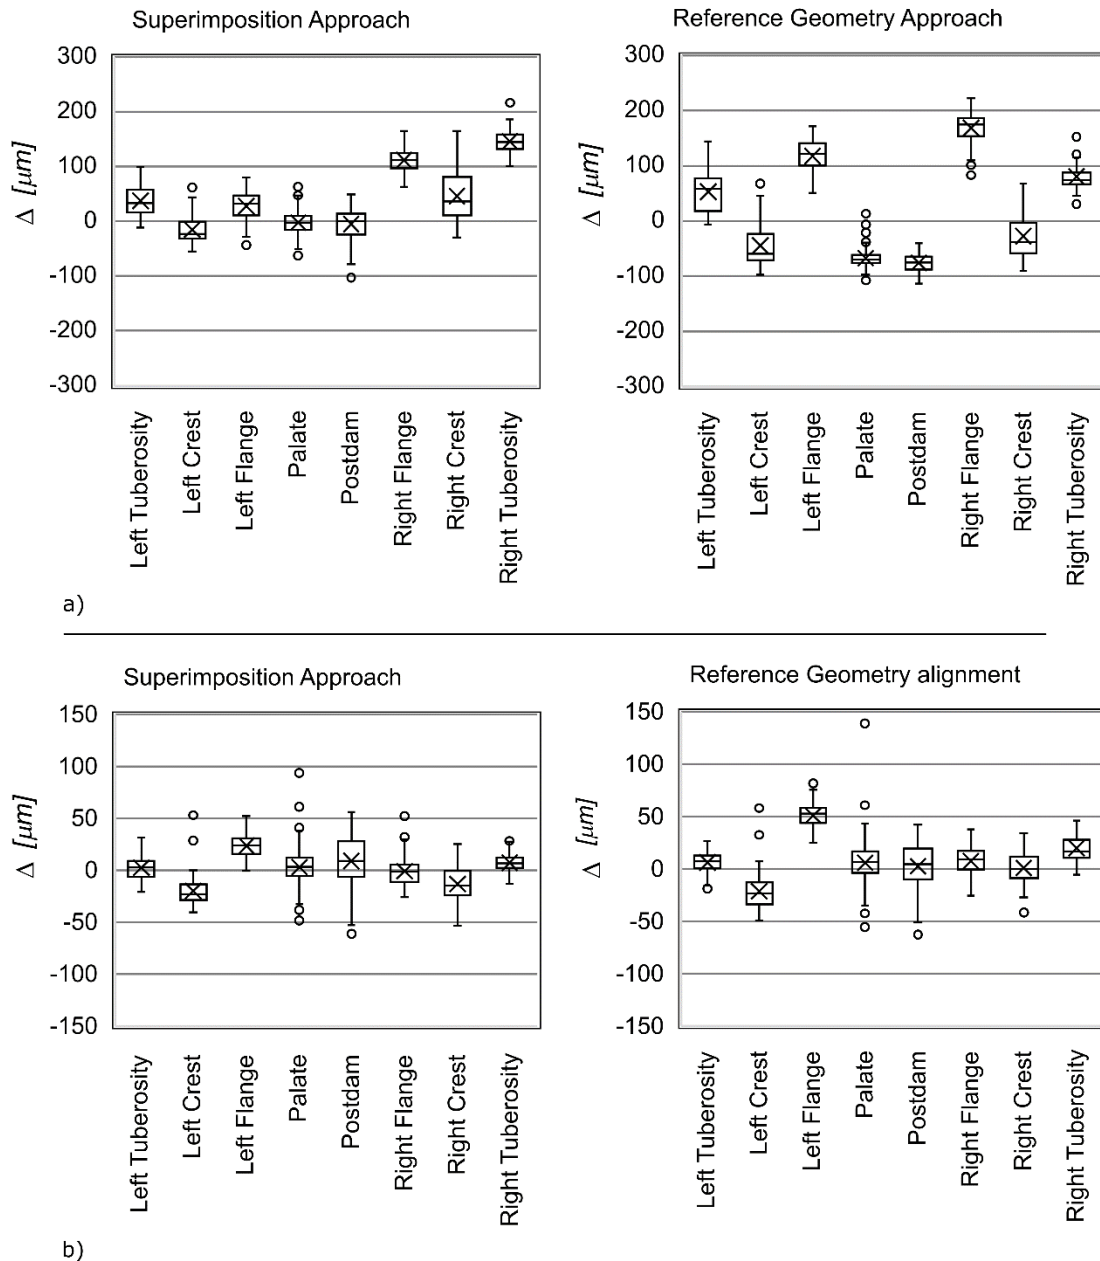 Superimposition Approach
Δ [μm]
300
200
100
0
-100
-200
-300
Left Tuberosity
Left Crest
Left Flange
Palate
Postdam
Right Flange
Right Crest
Right Tuberosity
Reference Geometry Approach
Δ [μm]
300
200
100
0
-100
-200
-300
Left Tuberosity
Left Crest
Left Flange
Palate
Postdam
Right Flange
Right Crest
Right Tuberosity
a)
Superimposition Approach
Δ [μm]
150
100
50
0
-50
-100
-150
Left Tuberosity
Left Crest
Left Flange
Palate
Postdam
Right Flange
Right Crest
Right Tuberosity
Reference Geometry alignment
Δ [μm]
150
100
50
0
-50
-100
-150
Left Tuberosity
Left Crest
Left Flange
Palate
Postdam
Right Flange
Right Crest
Right Tuberosity
b)